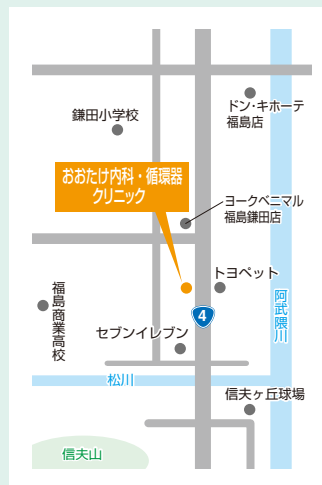 ドン・キホーテ
福島店
鎌田小学校
おおたけ内科・循環器
クリニック
ヨークベニマル
福島鎌田店
トヨペット
福島商業高校
阿武隈川
4
セブンイレブン
松川
信夫ヶ丘球場
信夫山